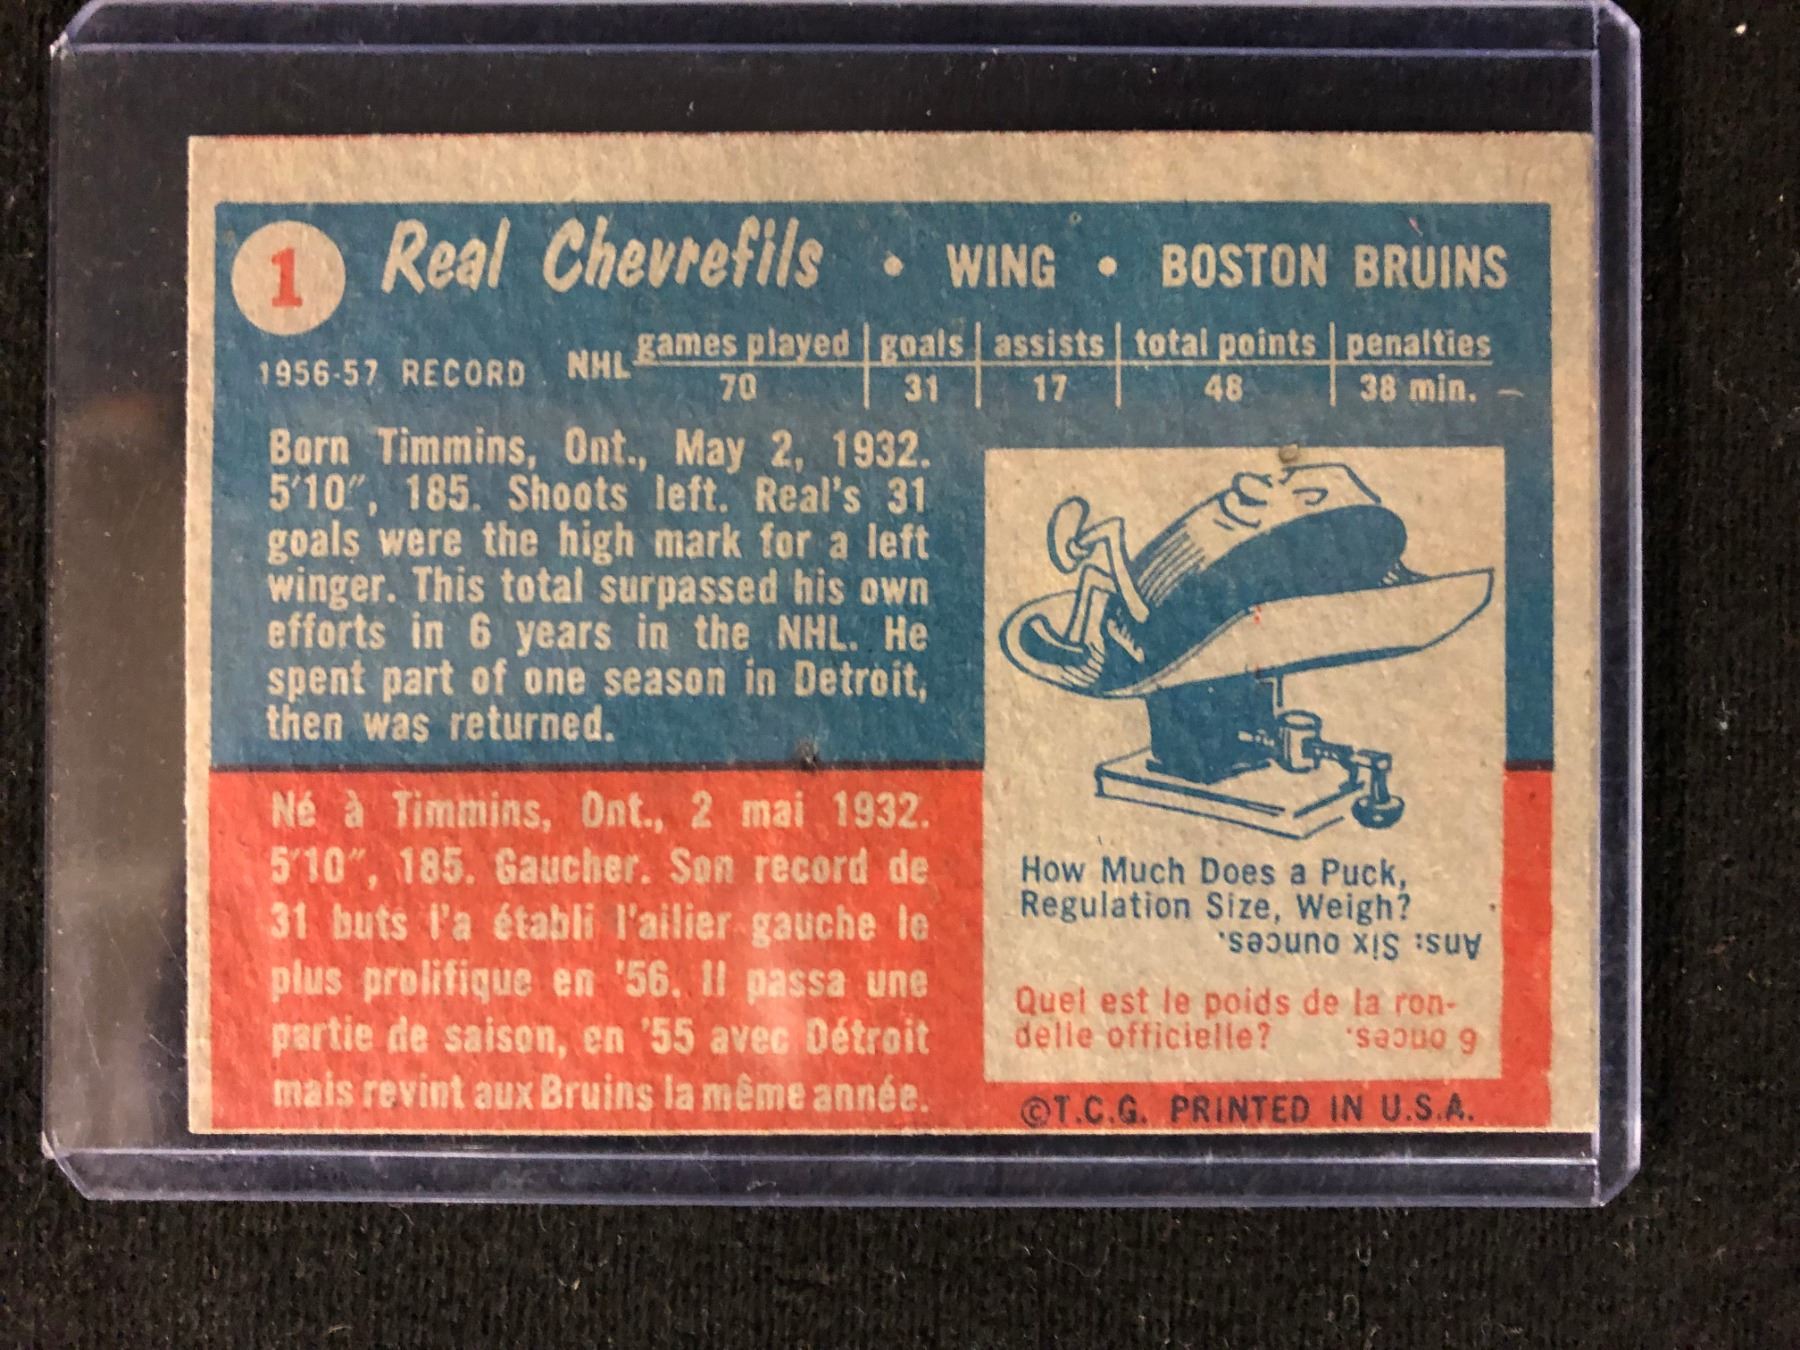 1 Real Chevrefils • WING • BOSTON BRUINS
1956-57 RECORD NHL games played goals assists total points penalties
70 31 17 48 38 min.
Born Timmins, Ont., May 2, 1932.
5'10", 185. Shoots left. Real's 31
goals were the high mark for a left
winger. This total surpassed his own
efforts in 6 years in the NHL. He
spent part of one season in Detroit,
then was returned.
Né à Timmins, Ont., 2 mai 1932.
5'10", 185. Gaucher. Son record de
31 buts l'a établi l'ailier gauche le
plus prolifique en '56. Il passa une
partie de saison, en '55 avec Détroit
mais revint aux Bruins la même année.
How Much Does a Puck,
Regulation Size, Weigh?
Ans: Six ounces.
Quel est le poids de la ron-
delle officielle? 6 onces.
©T.C.G. PRINTED IN U.S.A.